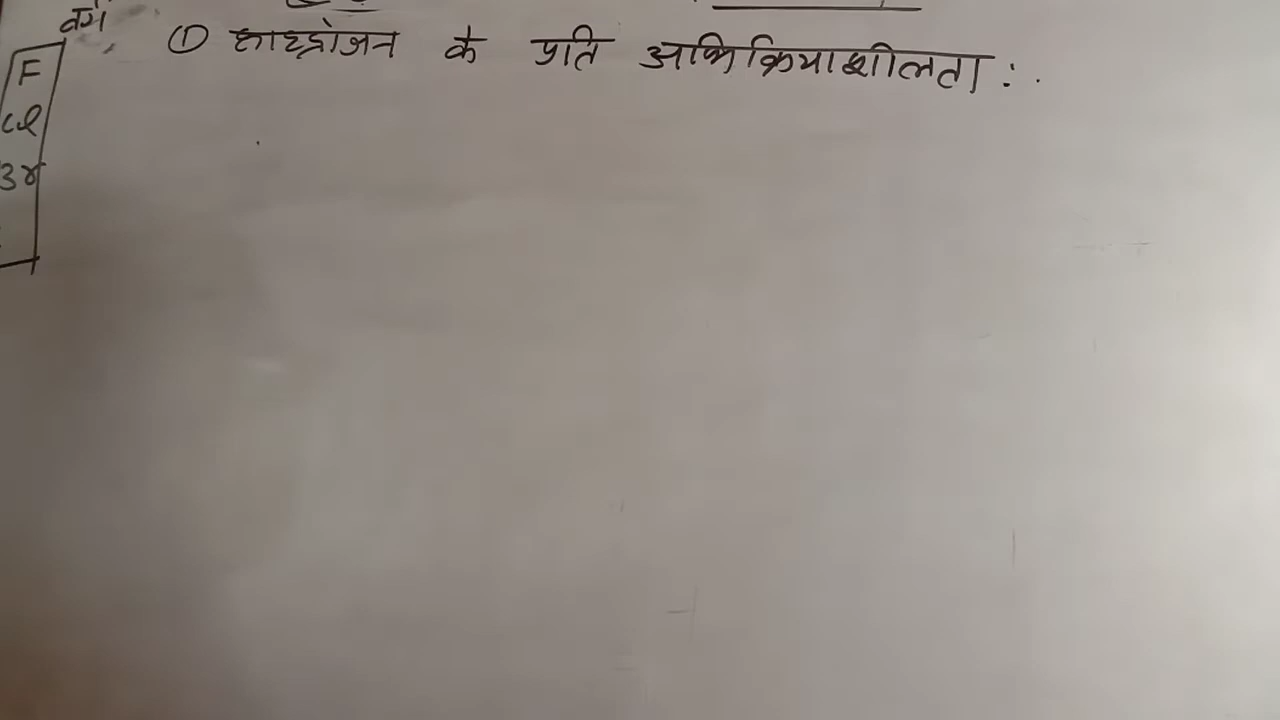 वर्ग
① हाइड्रोजन के प्रति अभिक्रियाशीलता :
F
Cl
Br